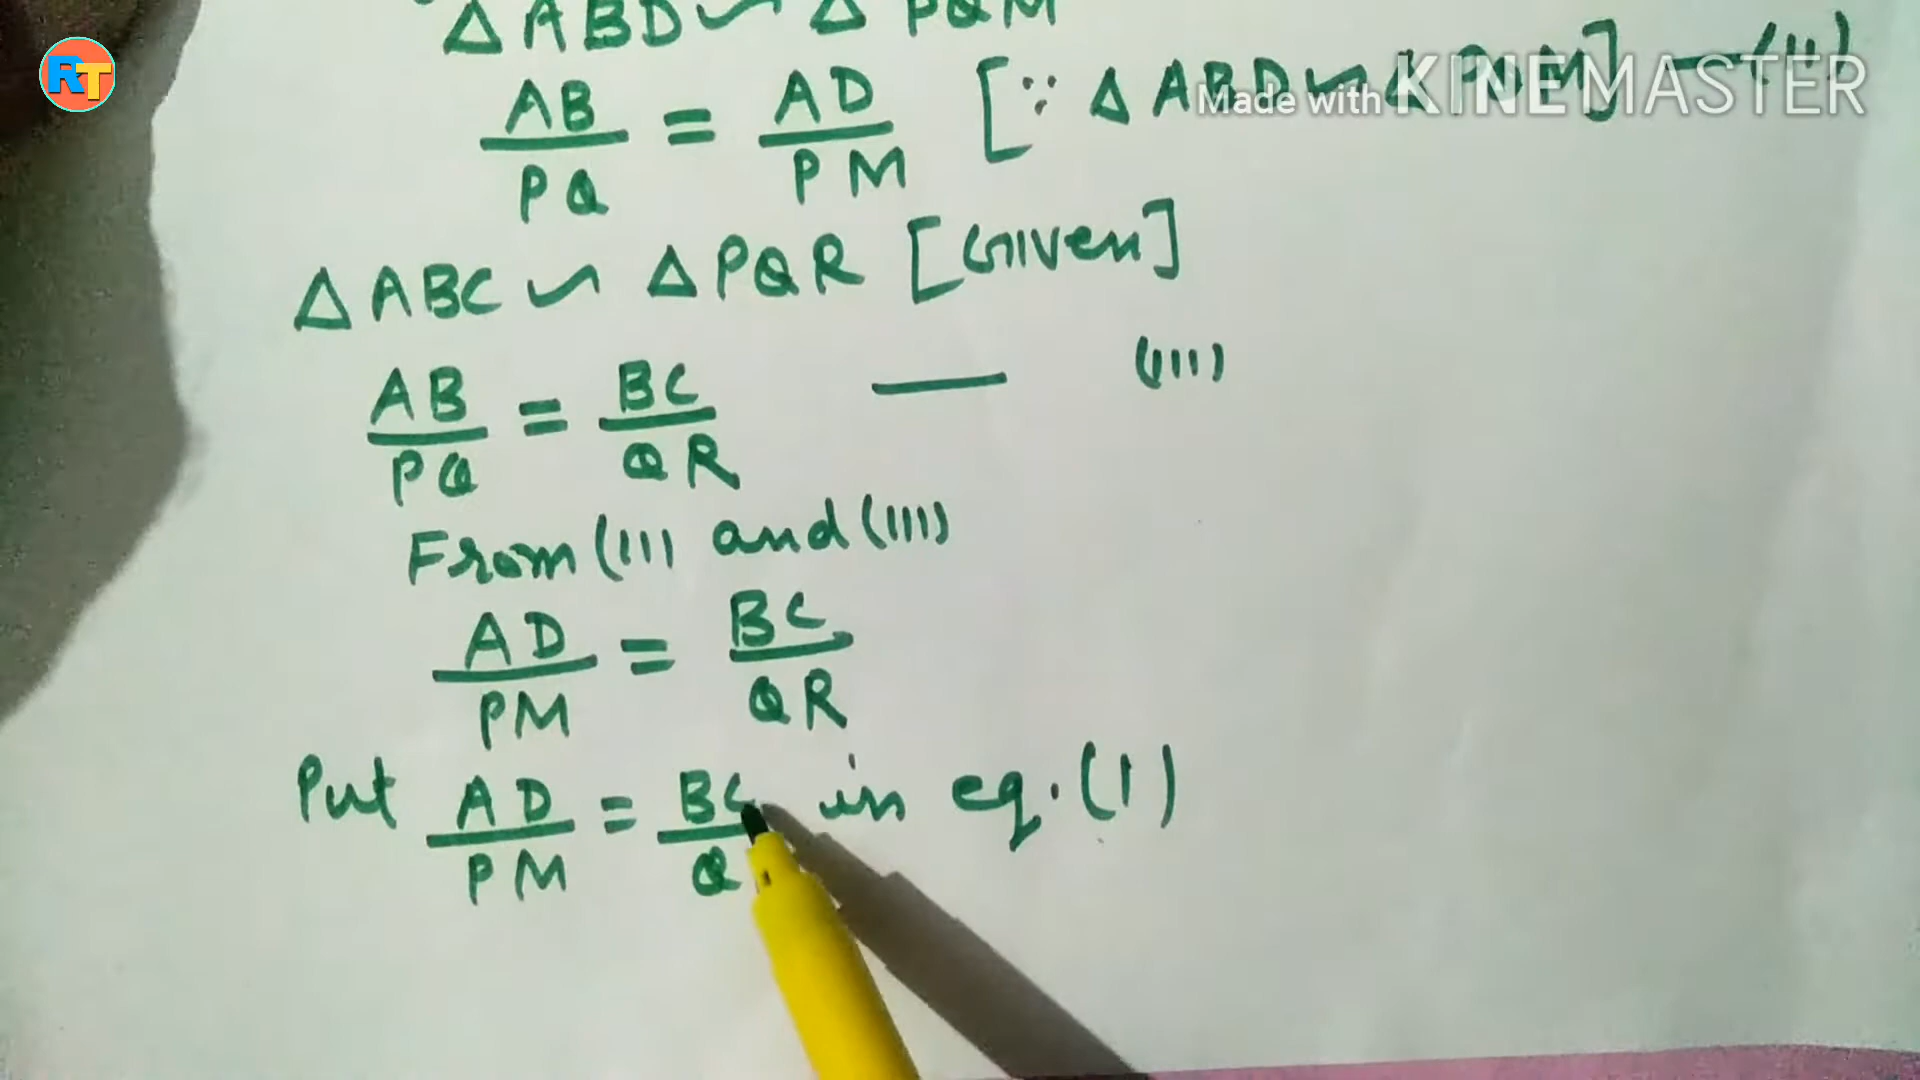 RT
△ABD ∽ △PQM
AB/PQ = AD/PM [∵ △ABD ∽ △PQM] — (ii)
Made with KINEMASTER
△ABC ∽ △PQR [Given]
AB/PQ = BC/QR — (iii)
From (ii) and (iii)
AD/PM = BC/QR
Put AD/PM = BC/Q in eq. (1)